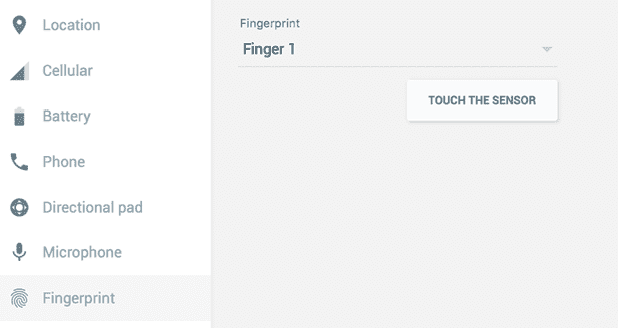 Location
Cellular
Battery
Phone
Directional pad
Microphone
Fingerprint
Fingerprint
Finger 1
TOUCH THE SENSOR